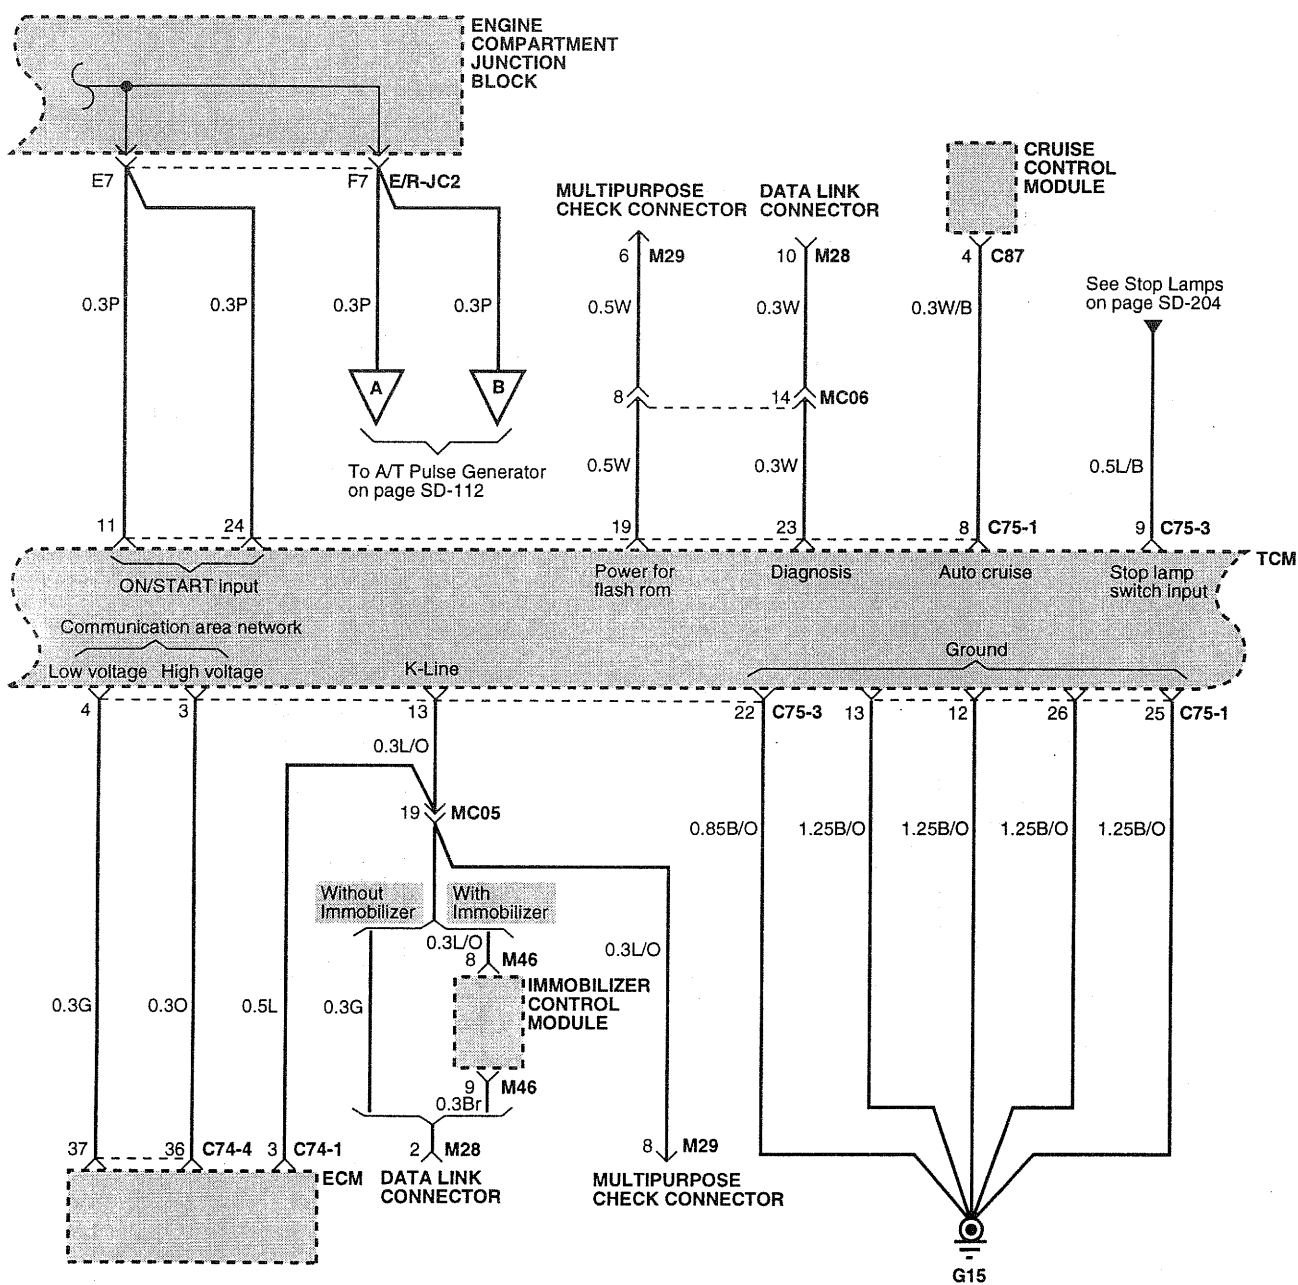 ENGINE
COMPARTMENT
JUNCTION
BLOCK
E7
F7
E/R-JC2
MULTIPURPOSE
CHECK CONNECTOR
DATA LINK
CONNECTOR
CRUISE
CONTROL
MODULE
6
M29
10
M28
4
C87
See Stop Lamps
on page SD-204
0.3P
0.3P
0.3P
0.3P
0.5W
0.3W
0.3W/B
A
B
8
14
MC06
To A/T Pulse Generator
on page SD-112
0.5W
0.3W
0.5L/B
11
24
19
23
8
C75-1
9
C75-3
TCM
ON/START input
Power for
flash rom
Diagnosis
Auto cruise
Stop lamp
switch input
Communication area network
Low voltage
High voltage
K-Line
Ground
4
3
13
22
C75-3
13
12
26
25
C75-1
0.3L/O
19
MC05
0.85B/O
1.25B/O
1.25B/O
1.25B/O
1.25B/O
Without
Immobilizer
With
Immobilizer
0.3L/O
8
M46
0.3L/O
IMMOBILIZER
CONTROL
MODULE
0.3G
0.3O
0.5L
0.3G
9
M46
0.3Br
37
36
C74-4
3
C74-1
2
M28
8
M29
ECM
DATA LINK
CONNECTOR
MULTIPURPOSE
CHECK CONNECTOR
G15